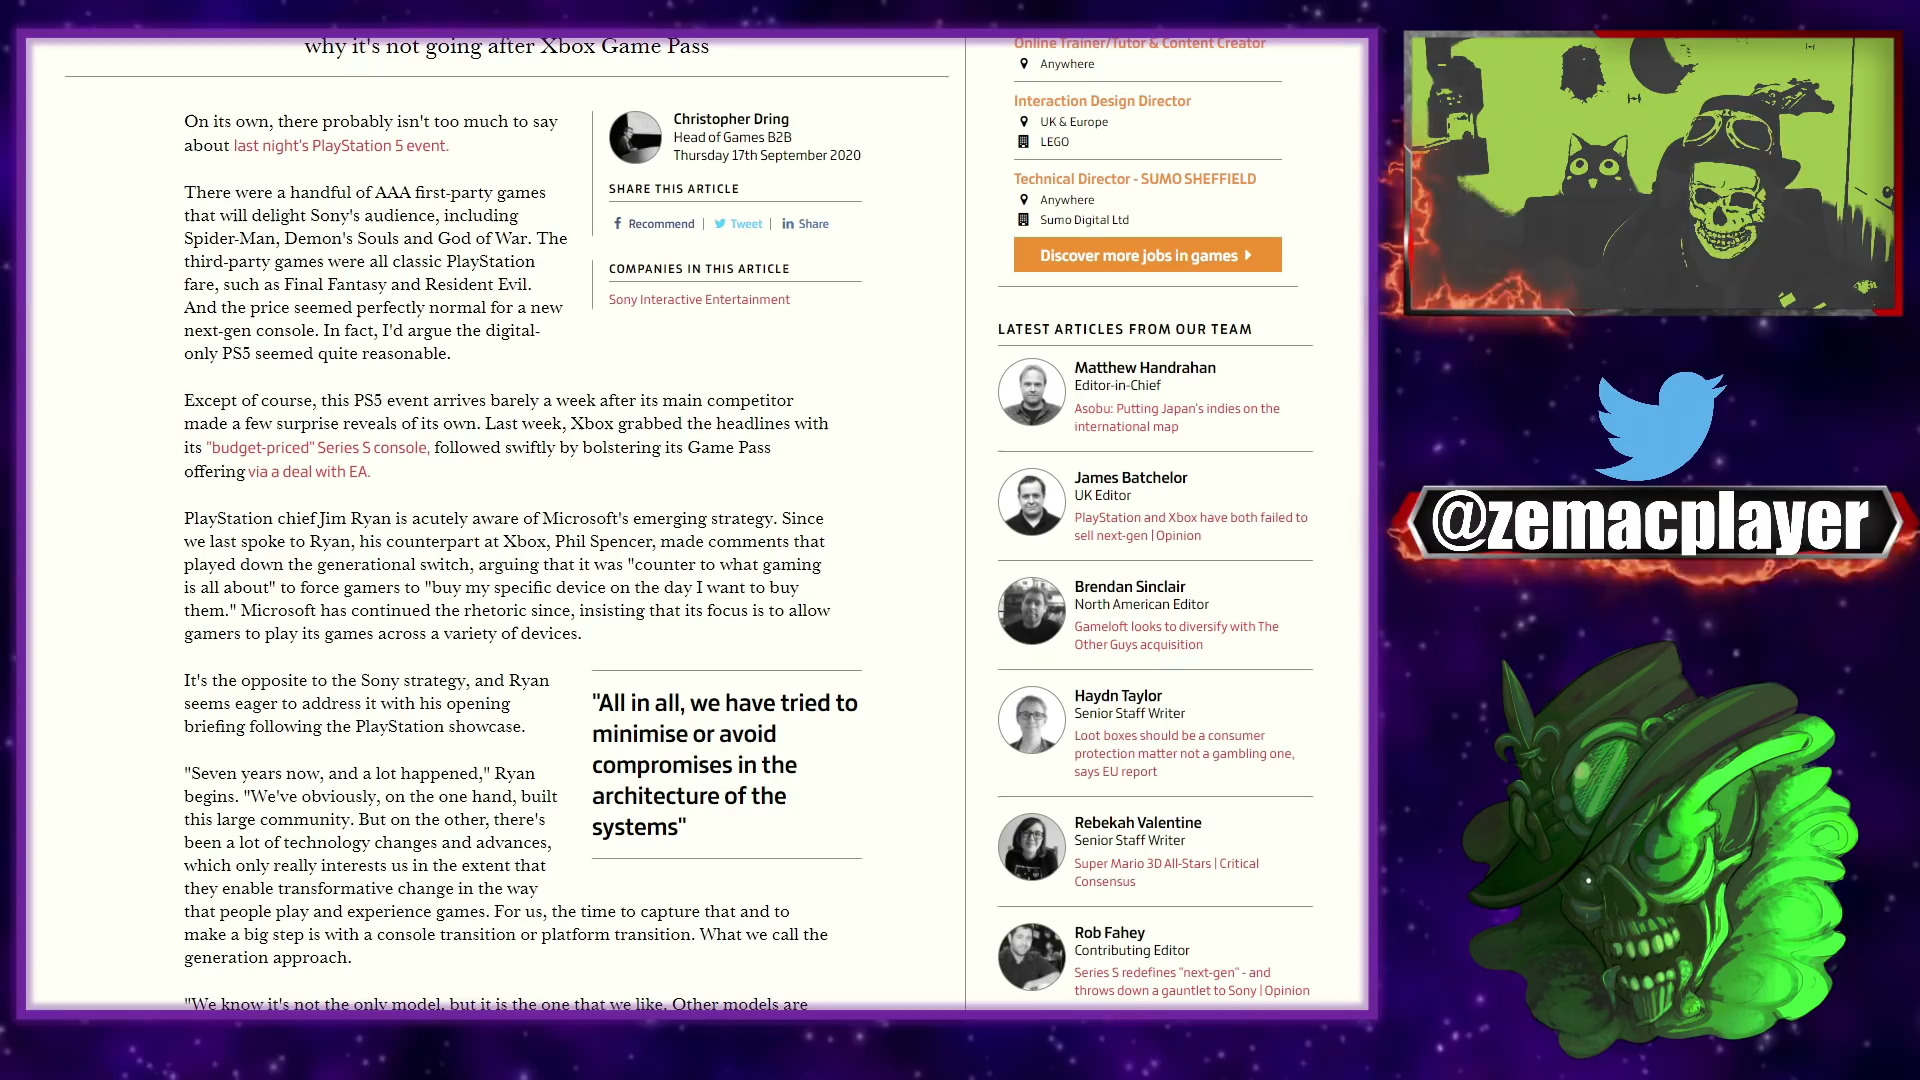 why it's not going after Xbox Game Pass
On its own, there probably isn't too much to say
about last night's PlayStation 5 event.
There were a handful of AAA first-party games
that will delight Sony's audience, including
Spider-Man, Demon's Souls and God of War. The
third-party games were all classic PlayStation
fare, such as Final Fantasy and Resident Evil.
And the price seemed perfectly normal for a new
next-gen console. In fact, I'd argue the digital-
only PS5 seemed quite reasonable.
Christopher Dring
Head of Games B2B
Thursday 17th September 2020
SHARE THIS ARTICLE
Recommend
Tweet
Share
COMPANIES IN THIS ARTICLE
Sony Interactive Entertainment
Except of course, this PS5 event arrives barely a week after its main competitor
made a few surprise reveals of its own. Last week, Xbox grabbed the headlines with
its "budget-priced" Series S console, followed swiftly by bolstering its Game Pass
offering via a deal with EA.
PlayStation chief Jim Ryan is acutely aware of Microsoft's emerging strategy. Since
we last spoke to Ryan, his counterpart at Xbox, Phil Spencer, made comments that
played down the generational switch, arguing that it was "counter to what gaming
is all about" to force gamers to "buy my specific device on the day I want to buy
them." Microsoft has continued the rhetoric since, insisting that its focus is to allow
gamers to play its games across a variety of devices.
It's the opposite to the Sony strategy, and Ryan
seems eager to address it with his opening
briefing following the PlayStation showcase.
"Seven years now, and a lot happened," Ryan
begins. "We've obviously, on the one hand, built
this large community. But on the other, there's
been a lot of technology changes and advances,
which only really interests us in the extent that
they enable transformative change in the way
that people play and experience games. For us, the time to capture that and to
make a big step is with a console transition or platform transition. What we call the
generation approach.
"We know it's not the only model, but it is the one that we like. Other models are
"All in all, we have tried to
minimise or avoid
compromises in the
architecture of the
systems"
Online Trainer/Tutor & Content Creator
Anywhere
Interaction Design Director
UK & Europe
LEGO
Technical Director - SUMO SHEFFIELD
Anywhere
Sumo Digital Ltd
Discover more jobs in games
LATEST ARTICLES FROM OUR TEAM
Matthew Handrahan
Editor-in-Chief
Asobu: Putting Japan's indies on the
international map
James Batchelor
UK Editor
PlayStation and Xbox have both failed to
sell next-gen | Opinion
Brendan Sinclair
North American Editor
Gameloft looks to diversify with The
Other Guys acquisition
Haydn Taylor
Senior Staff Writer
Loot boxes should be a consumer
protection matter not a gambling one,
says EU report
Rebekah Valentine
Senior Staff Writer
Super Mario 3D All-Stars | Critical
Consensus
Rob Fahey
Contributing Editor
Series S redefines "next-gen" - and
throws down a gauntlet to Sony | Opinion
@zemacplayer